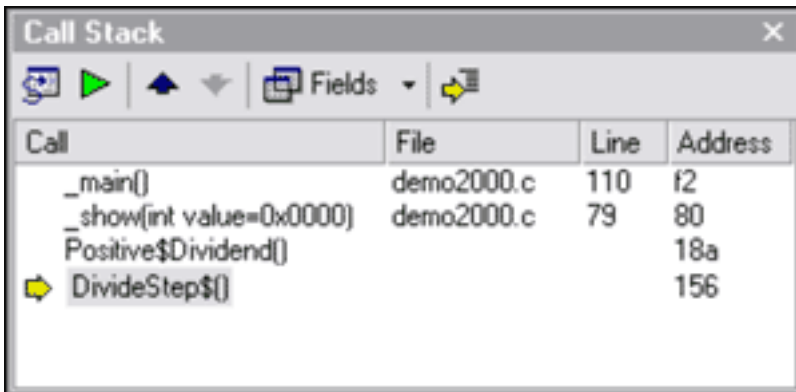 Call Stack
Fields
Call File Line Address
_main() demo2000.c 110 f2
_show(int value=0x0000) demo2000.c 79 80
Positive$Dividend() 18a
DivideStep$() 156